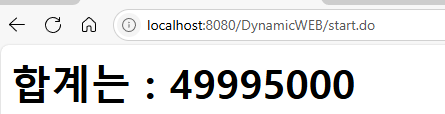 localhost:8080/DynamicWEB/start.do
합계는 : 49995000